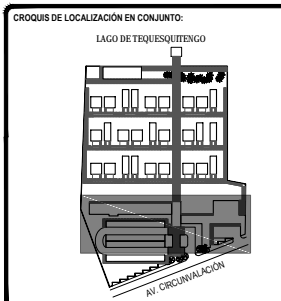 CROQUIS DE LOCALIZACIÓN EN CONJUNTO:
LAGO DE TEQUESQUITENGO
AV. CIRCUNVALACIÓN